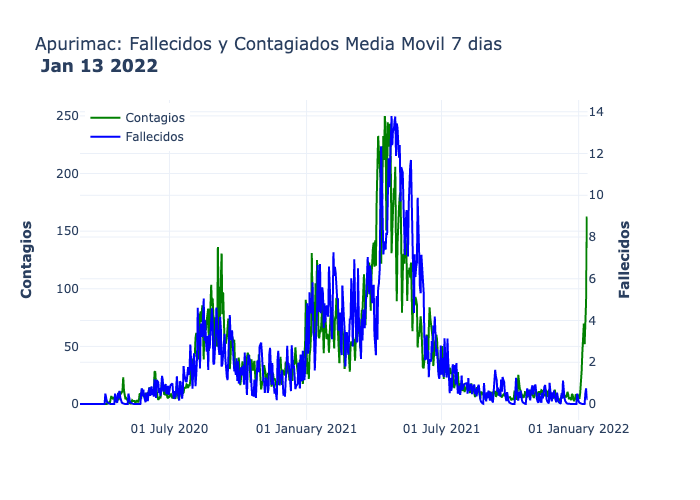 Apurimac: Fallecidos y Contagiados Media Movil 7 dias
Jan 13 2022
Contagios
Fallecidos
250
200
150
100
50
0
14
12
10
8
6
4
2
0
Contagios
Fallecidos
01 July 2020
01 January 2021
01 July 2021
01 January 2022